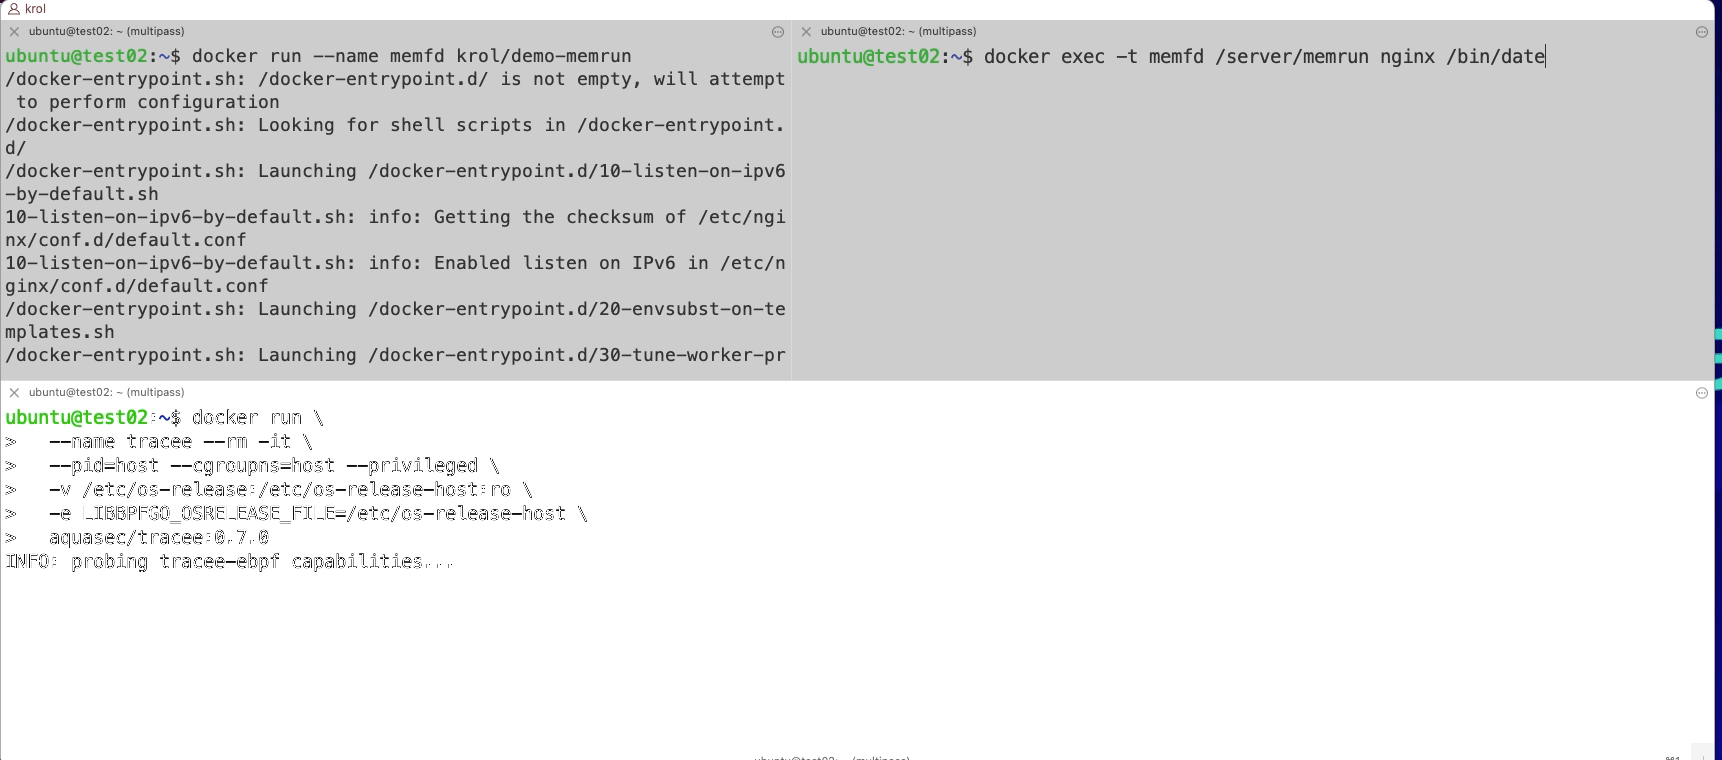 krol
ubuntu@test02: ~ (multipass)
ubuntu@test02:~$ docker run --name memfd krol/demo-memrun
/docker-entrypoint.sh: /docker-entrypoint.d/ is not empty, will attempt
 to perform configuration
/docker-entrypoint.sh: Looking for shell scripts in /docker-entrypoint.
d/
/docker-entrypoint.sh: Launching /docker-entrypoint.d/10-listen-on-ipv6
-by-default.sh
10-listen-on-ipv6-by-default.sh: info: Getting the checksum of /etc/ngi
nx/conf.d/default.conf
10-listen-on-ipv6-by-default.sh: info: Enabled listen on IPv6 in /etc/n
ginx/conf.d/default.conf
/docker-entrypoint.sh: Launching /docker-entrypoint.d/20-envsubst-on-te
mplates.sh
/docker-entrypoint.sh: Launching /docker-entrypoint.d/30-tune-worker-pr
ubuntu@test02: ~ (multipass)
ubuntu@test02:~$ docker exec -t memfd /server/memrun nginx /bin/date
ubuntu@test02: ~ (multipass)
ubuntu@test02:~$ docker run \
>   --name tracee --rm -it \
>   --pid=host --cgroupns=host --privileged \
>   -v /etc/os-release:/etc/os-release-host:ro \
>   -e LIBBPFGO_OSRELEASE_FILE=/etc/os-release-host \
>   aquasec/tracee:0.7.0
INFO: probing tracee-ebpf capabilities...
ubuntu@test02: ~ (multipass)